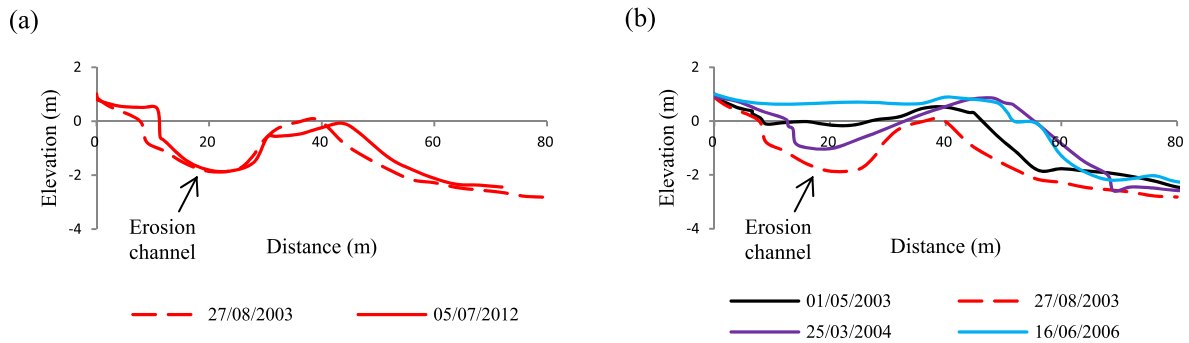 (a)
2
0
-2
-4
0
20
40
60
80
Elevation (m)
Distance (m)
Erosion
channel
27/08/2003
05/07/2012
(b)
2
0
-2
-4
0
20
40
60
80
Elevation (m)
Distance (m)
Erosion
channel
01/05/2003
27/08/2003
25/03/2004
16/06/2006